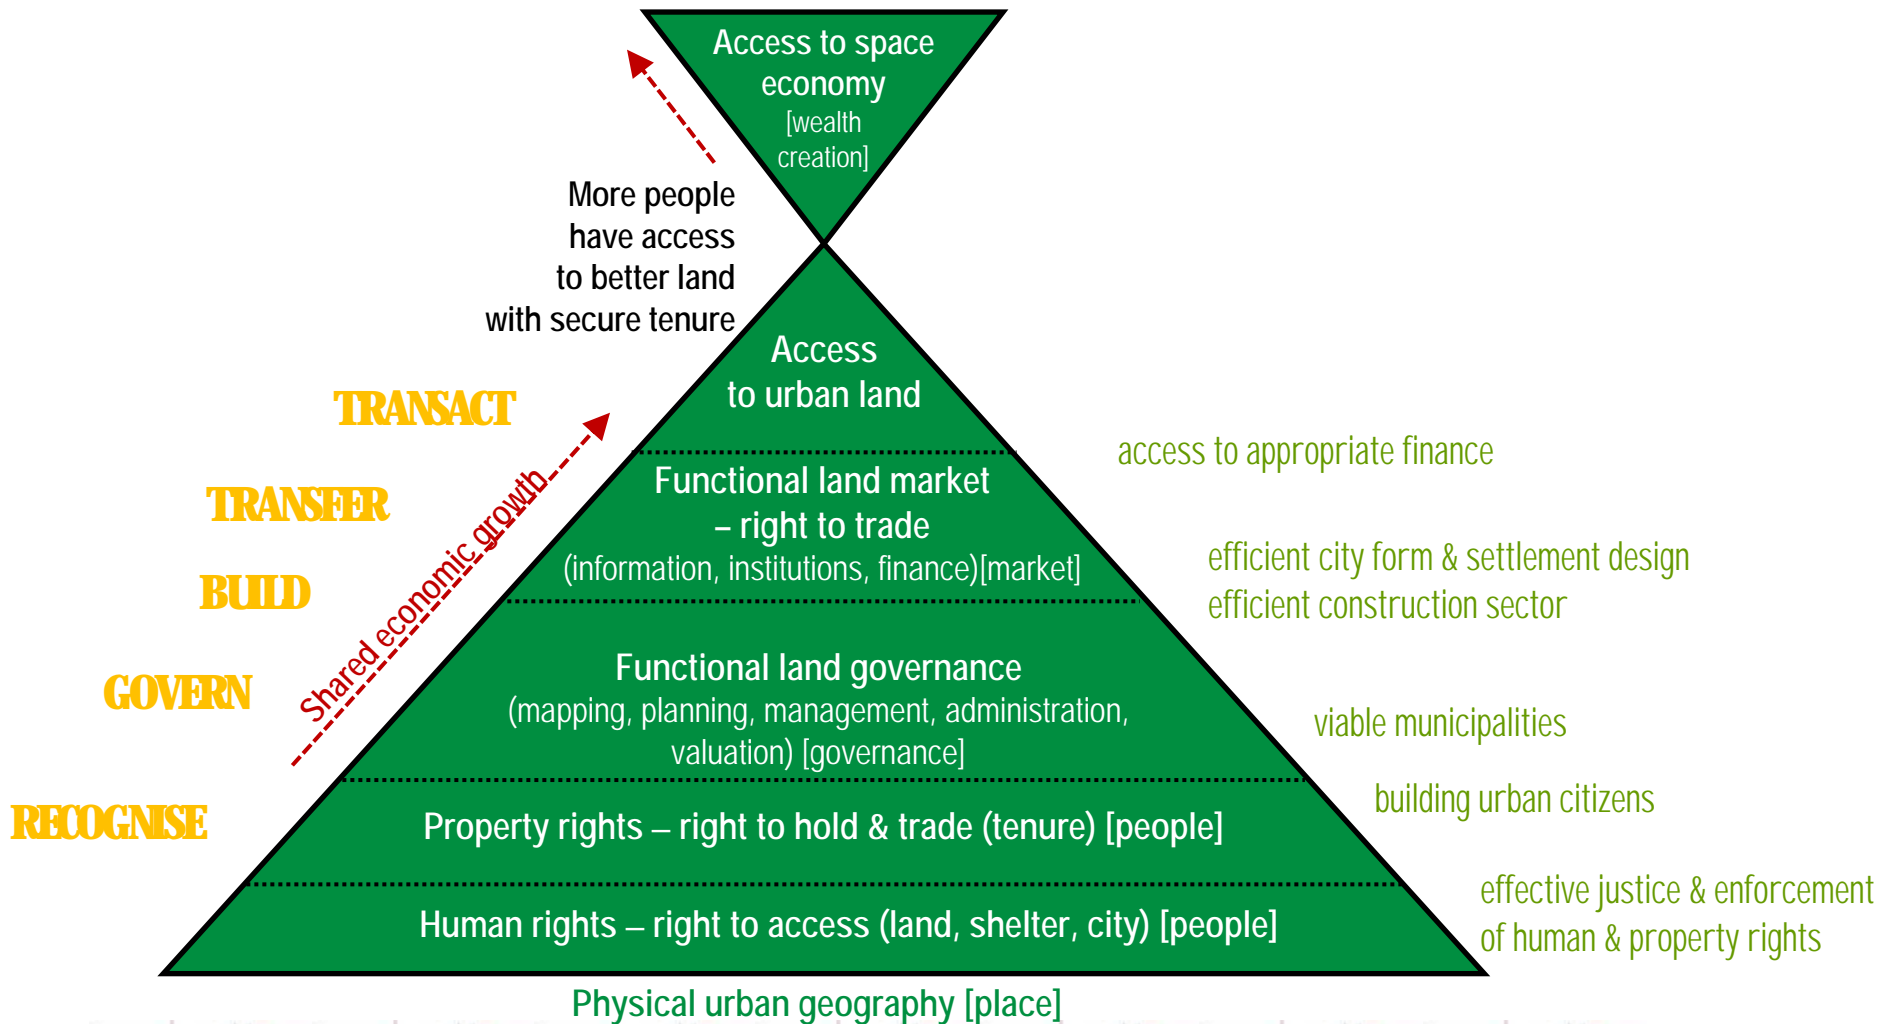 Access to space
economy
[wealth
creation]
More people
have access
to better land
with secure tenure
Access
to urban land
TRANSACT
access to appropriate finance
Functional land market
– right to trade
(information, institutions, finance)[market]
TRANSFER
Shared economic growth
efficient city form & settlement design
efficient construction sector
BUILD
Functional land governance
(mapping, planning, management, administration,
valuation) [governance]
GOVERN
viable municipalities
building urban citizens
RECOGNISE
Property rights – right to hold & trade (tenure) [people]
effective justice & enforcement
of human & property rights
Human rights – right to access (land, shelter, city) [people]
Physical urban geography [place]